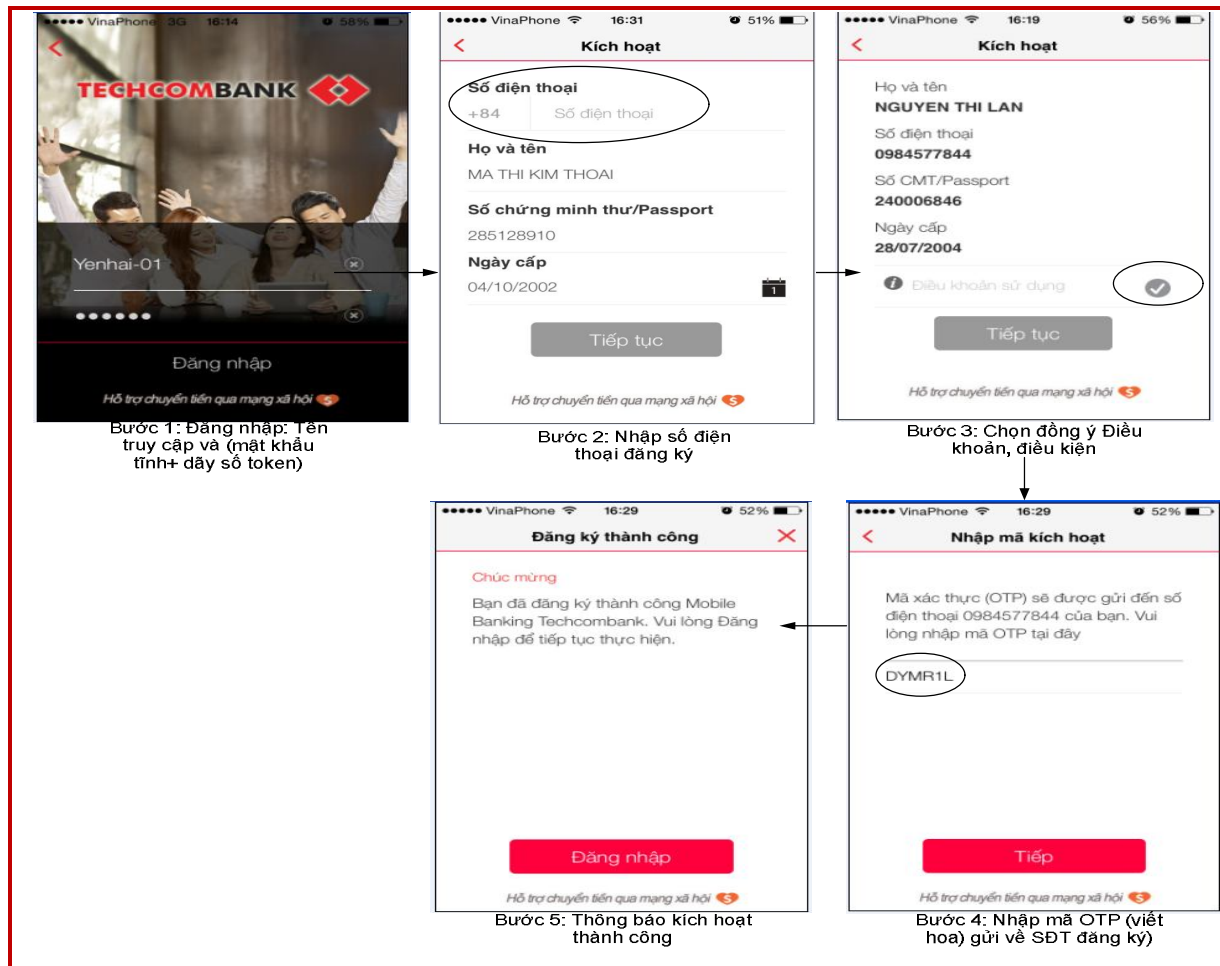 VinaPhone 3G 16:14 58%
TECHCOMBANK
Yenhai-01
Đăng nhập
Hỗ trợ chuyển tiền qua mạng xã hội S
Bước 1: Đăng nhập: Tên
truy cập và (mật khẩu
tĩnh+ dãy số token)
VinaPhone 16:31 51%
Kích hoạt
Số điện thoại
+84 Số điện thoại
Họ và tên
MA THI KIM THOAI
Số chứng minh thư/Passport
285128910
Ngày cấp
04/10/2002 1
Tiếp tục
Hỗ trợ chuyển tiền qua mạng xã hội S
Bước 2: Nhập số điện
thoại đăng ký
VinaPhone 16:19 56%
Kích hoạt
Họ và tên
NGUYEN THI LAN
Số điện thoại
0984577844
Số CMT/Passport
240006846
Ngày cấp
28/07/2004
i Điều khoản sử dụng
Tiếp tục
Hỗ trợ chuyển tiền qua mạng xã hội S
Bước 3: Chọn đồng ý Điều
khoản, điều kiện
VinaPhone 16:29 52%
Nhập mã kích hoạt
Mã xác thực (OTP) sẽ được gửi đến số
điện thoại 0984577844 của bạn. Vui
lòng nhập mã OTP tại đây
DYMR1L
Tiếp
Hỗ trợ chuyển tiền qua mạng xã hội S
Bước 4: Nhập mã OTP (viết
hoa) gửi về SĐT đăng ký)
VinaPhone 16:29 52%
Đăng ký thành công
Chúc mừng
Bạn đã đăng ký thành công Mobile
Banking Techcombank. Vui lòng Đăng
nhập để tiếp tục thực hiện.
Đăng nhập
Hỗ trợ chuyển tiền qua mạng xã hội S
Bước 5: Thông báo kích hoạt
thành công